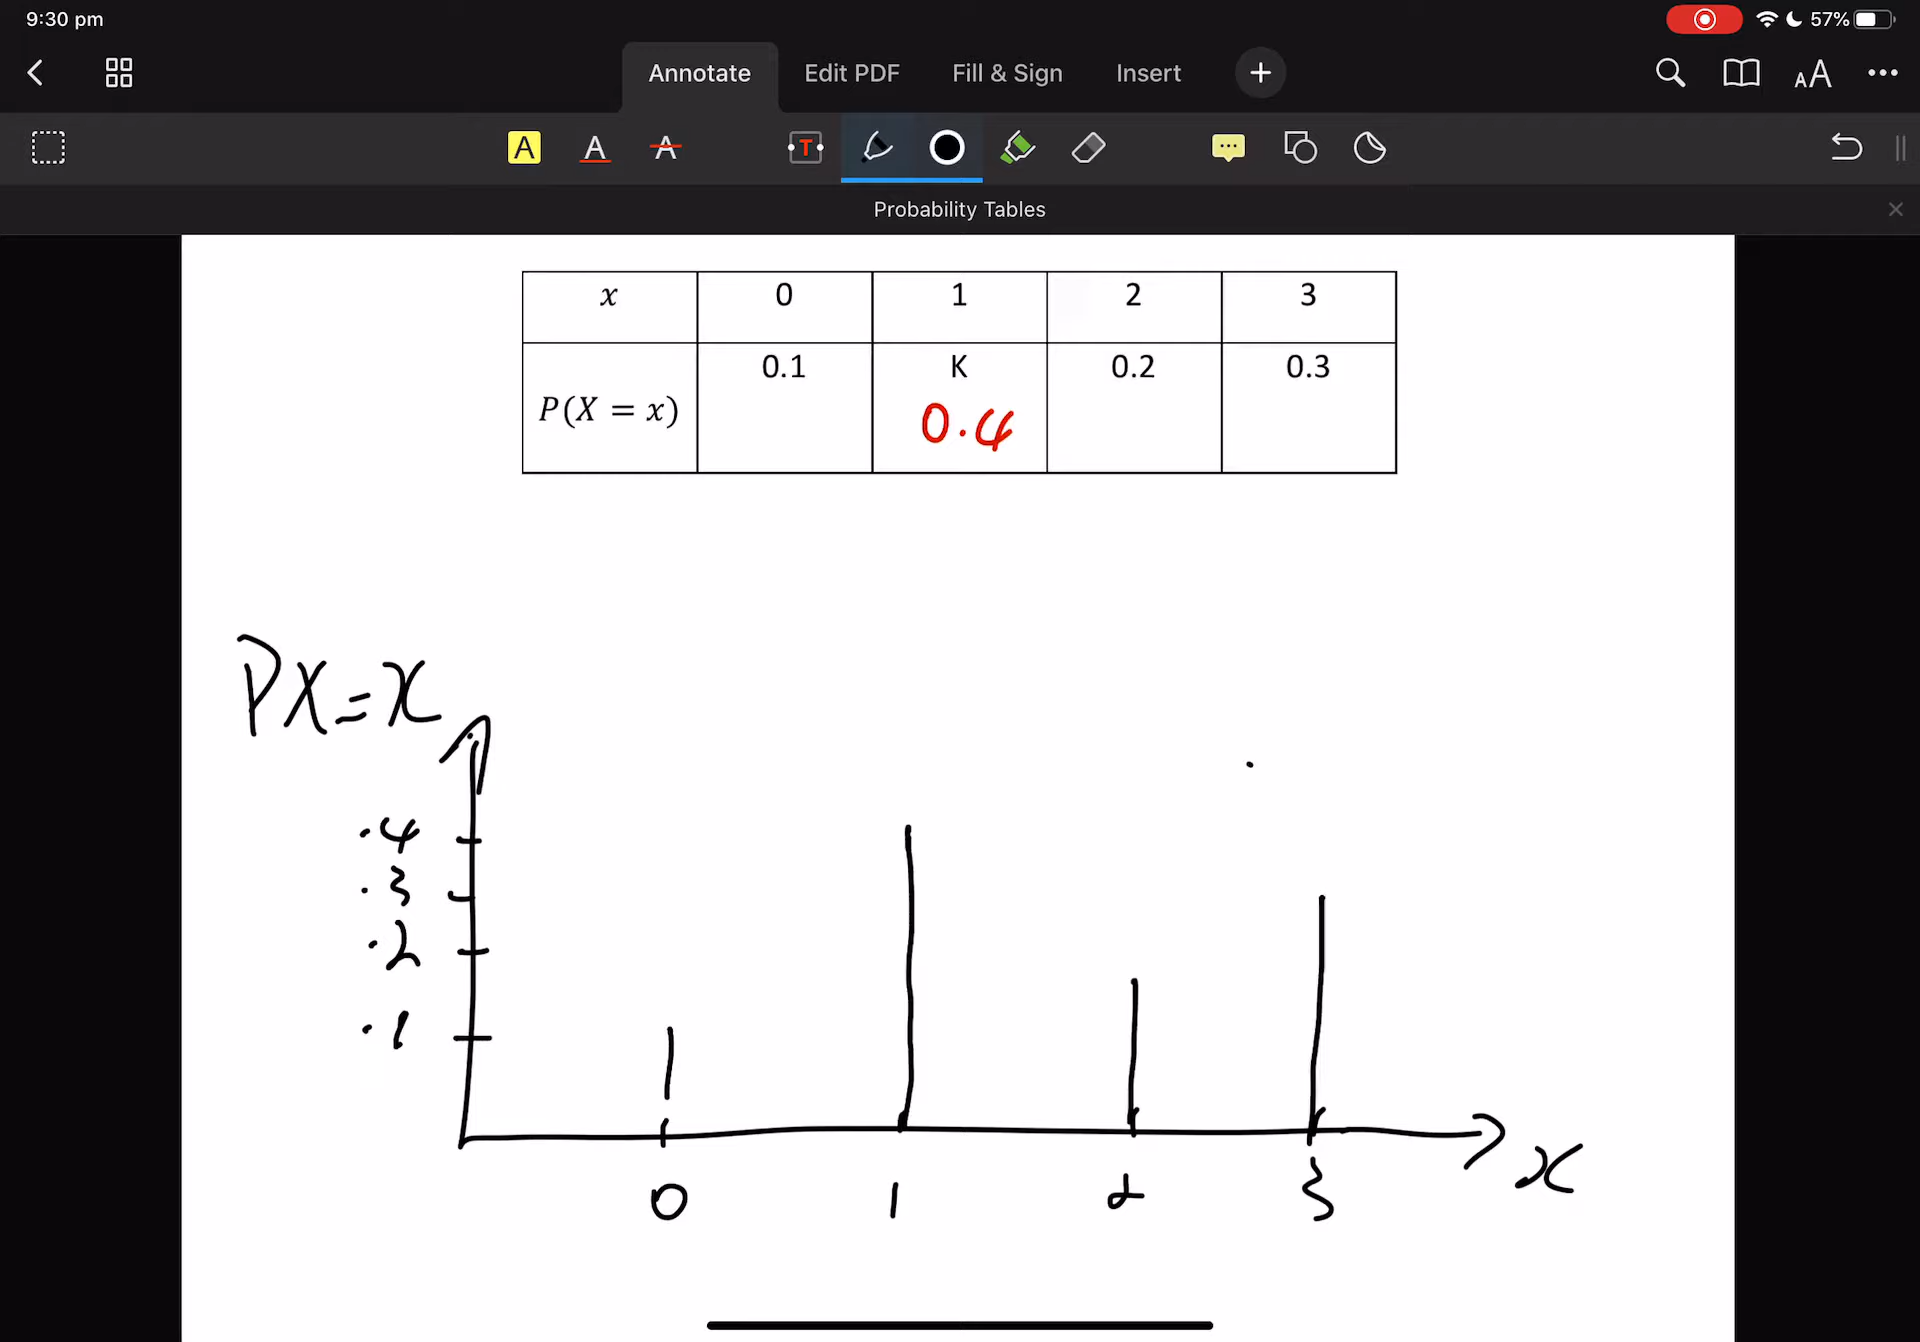 9:30 pm
57%
Annotate Edit PDF Fill & Sign Insert
AA
A A A T
Probability Tables
x 0 1 2 3
P(X = x) 0.1 K 0.2 0.3
0.4
PX=x
.4
.3
.2
.1
0 1 2 3 x